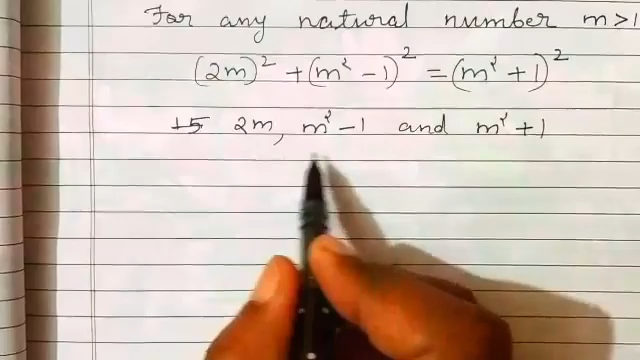 For any natural number m > 1
(2m)² + (m² - 1)² = (m² + 1)²
2m, m² - 1 and m² + 1